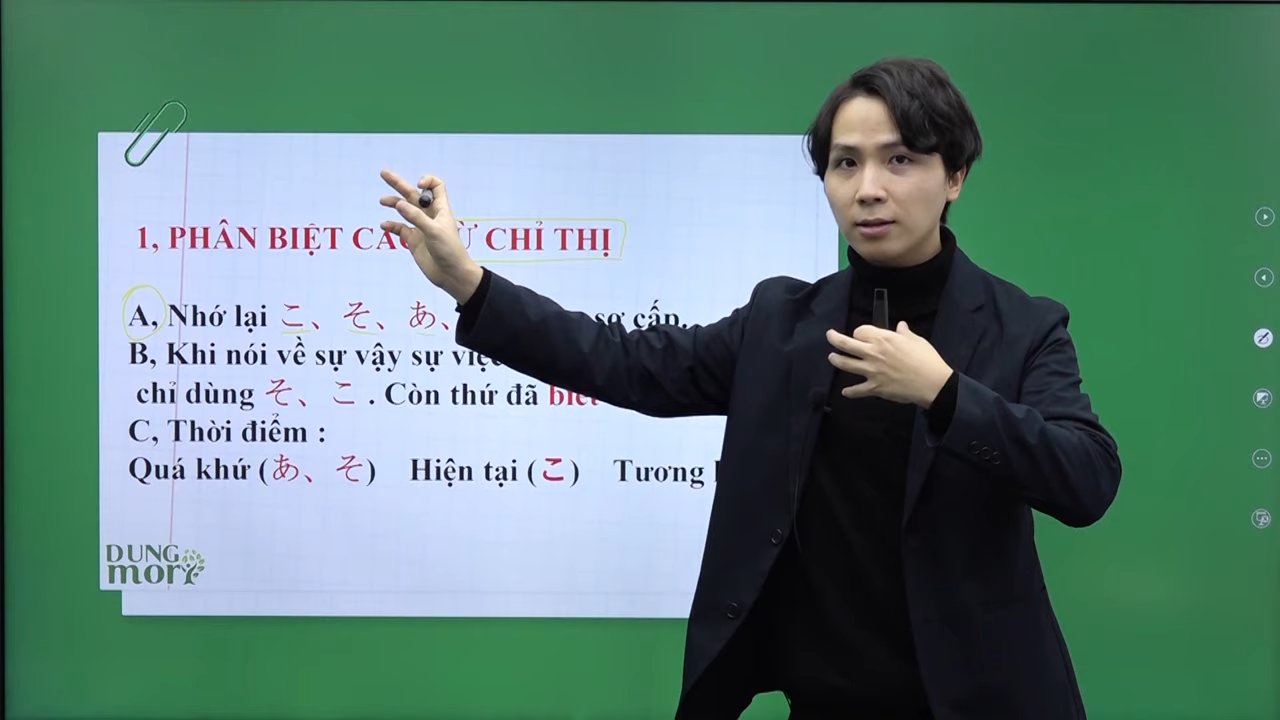 1, PHÂN BIỆT CÁC TỪ CHỈ THỊ
A, Nhớ lại こ、そ、あ、 sơ cấp.
B, Khi nói về sự vậy sự việc
chỉ dùng そ、こ . Còn thứ đã biết
C, Thời điểm :
Quá khứ (あ、そ) Hiện tại (こ) Tương
DUNG
mori